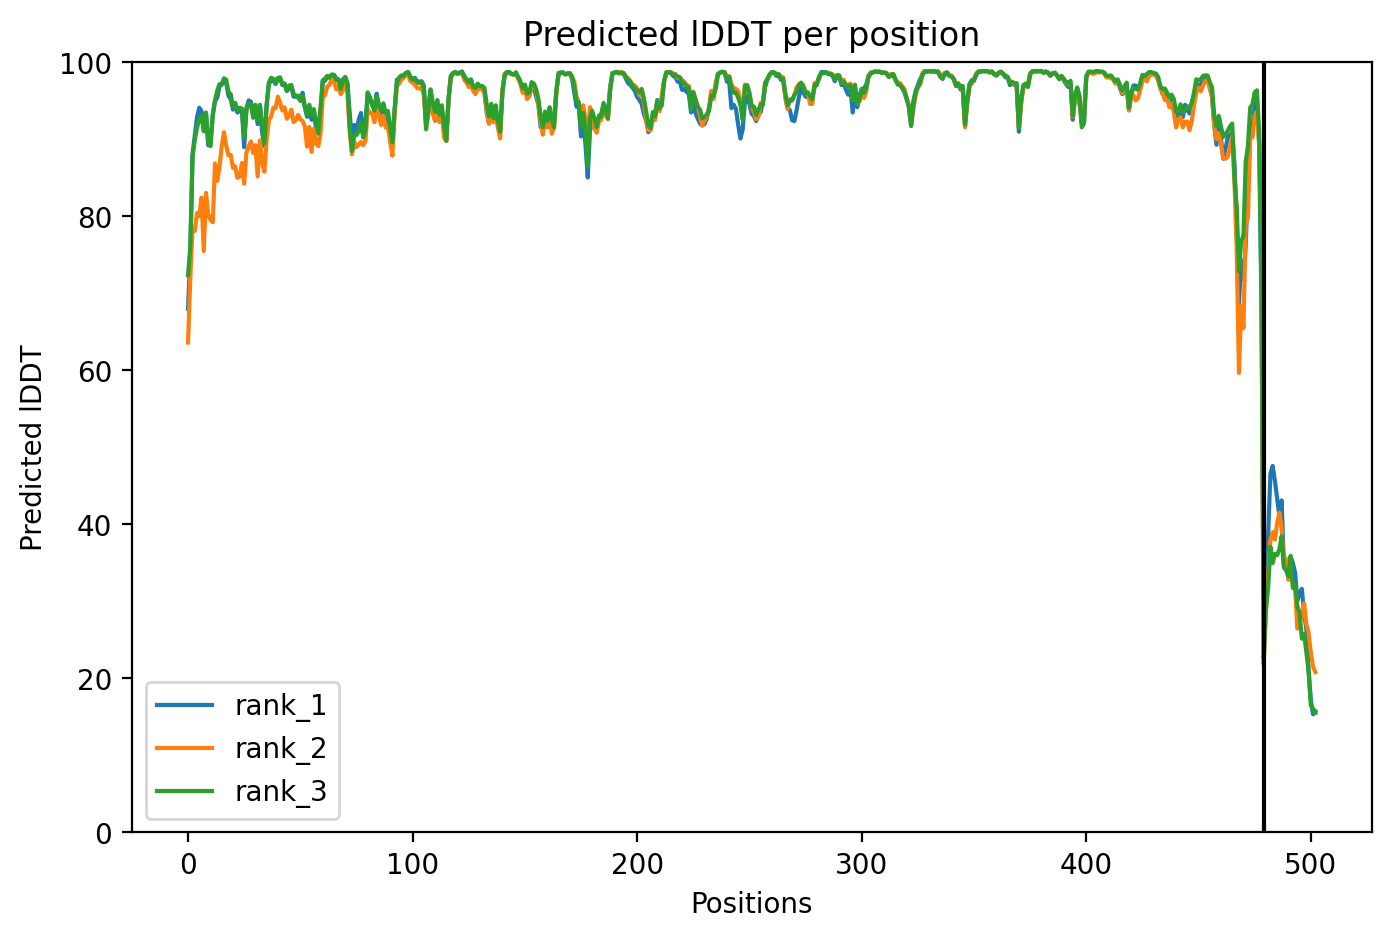 Predicted lDDT per position
Predicted lDDT
100
80
60
40
20
0
rank_1
rank_2
rank_3
0 100 200 300 400 500
Positions